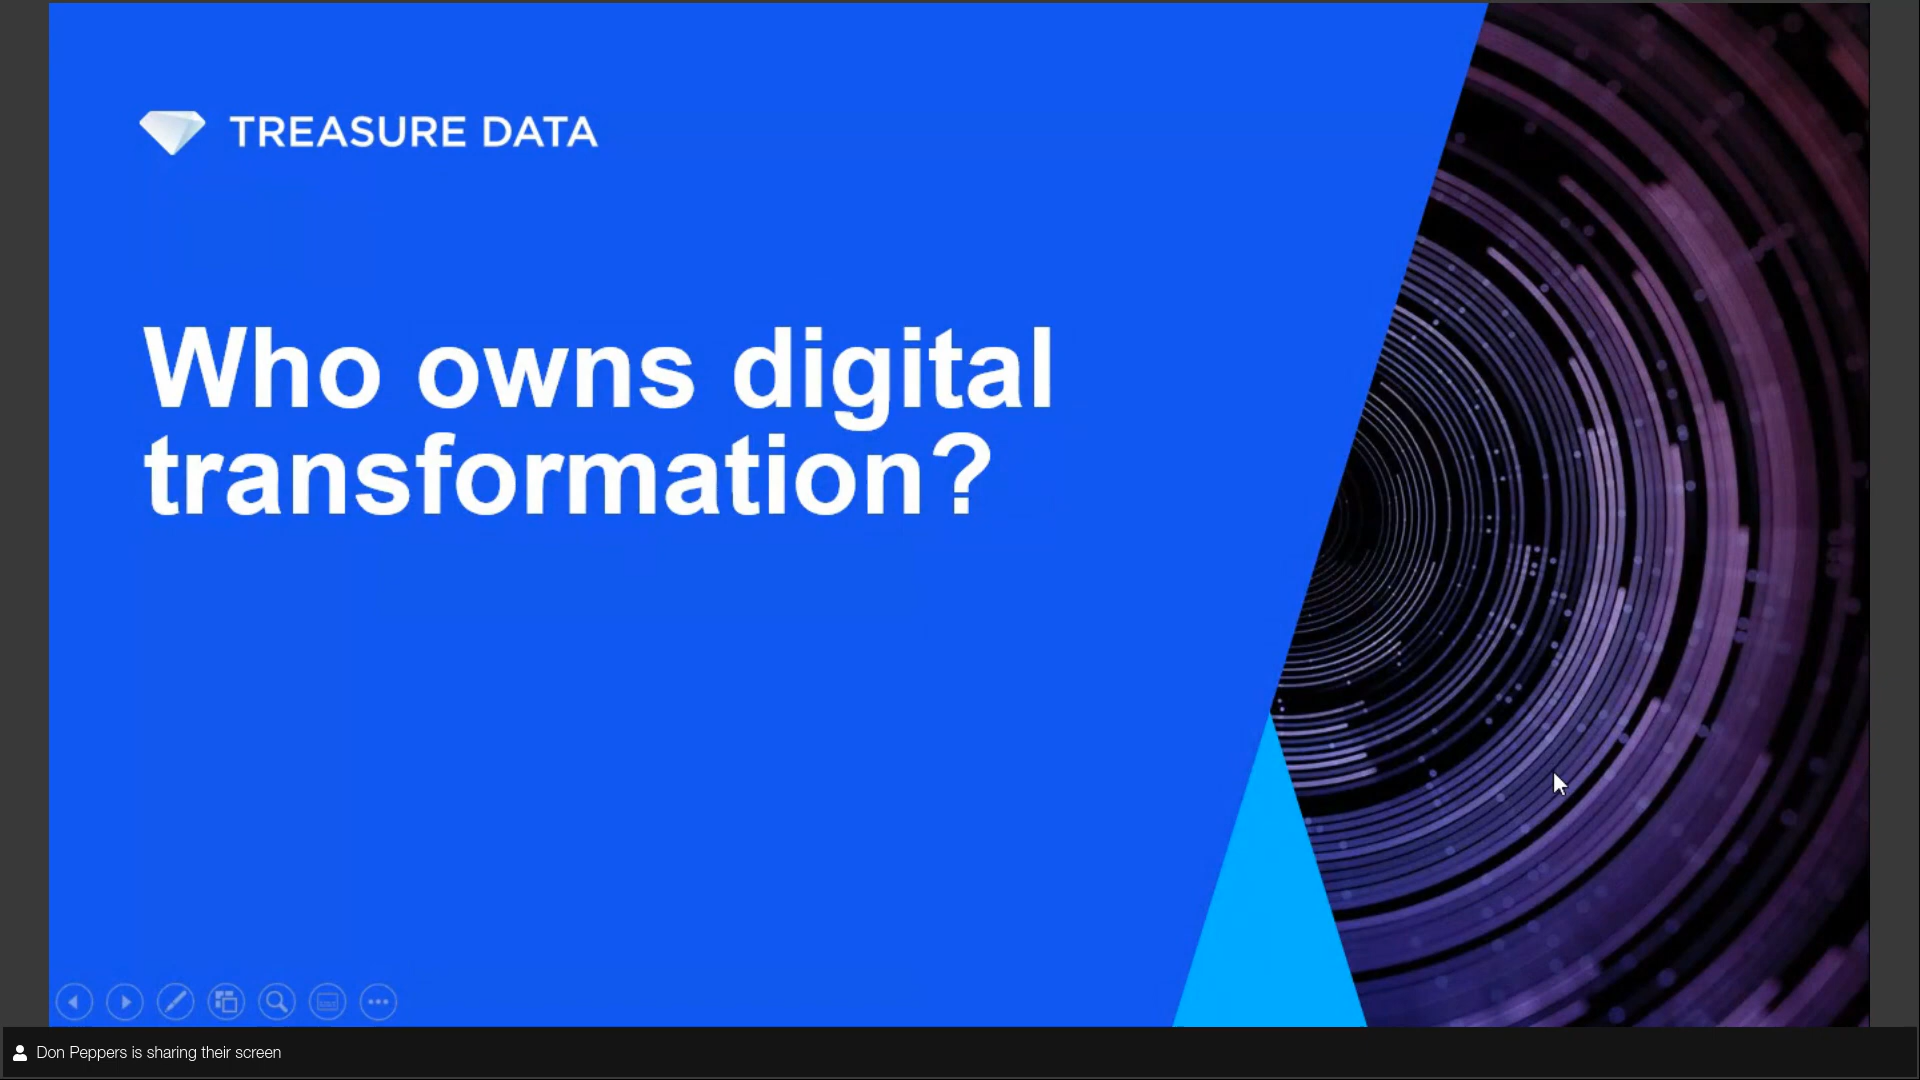 TREASURE DATA
Who owns digital
transformation?
Don Peppers is sharing their screen